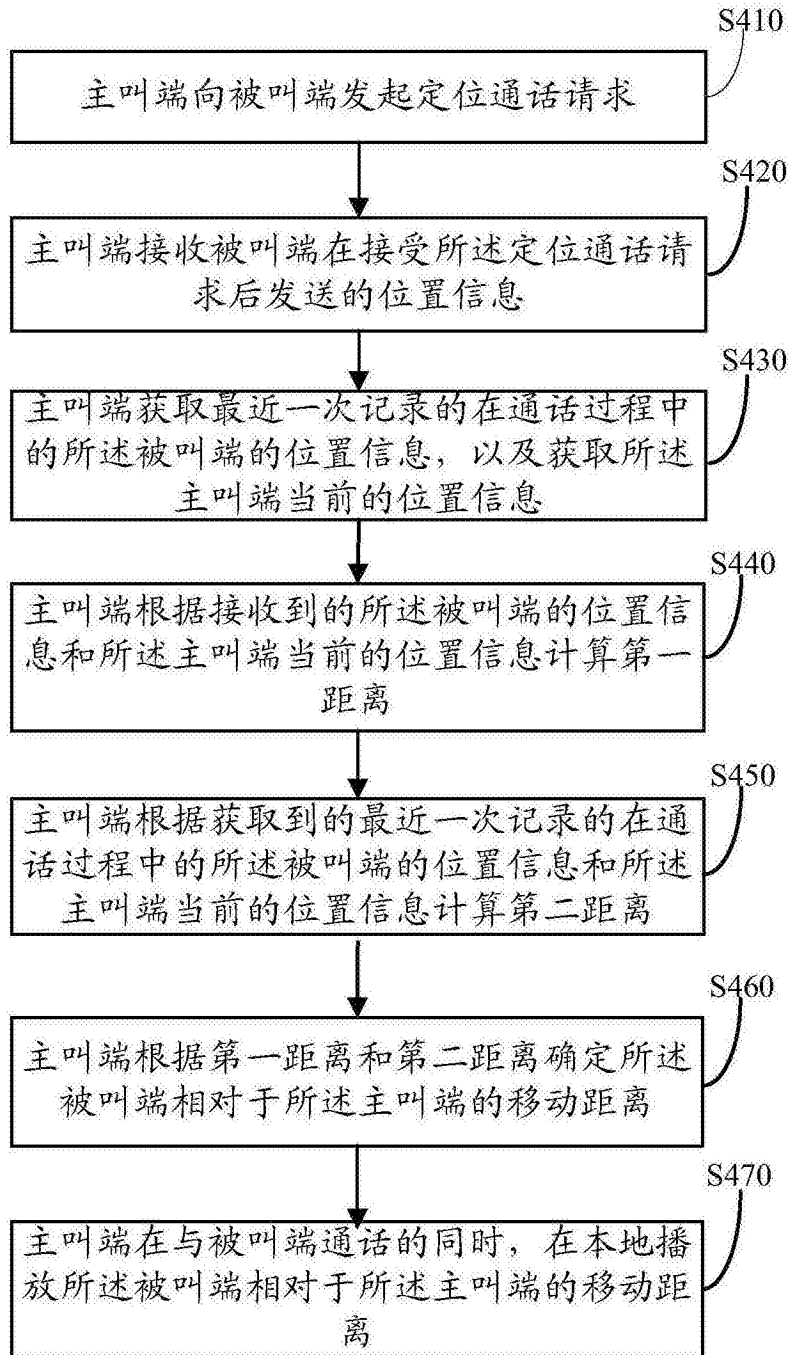 S410
主叫端向被叫端发起定位通话请求
S420
主叫端接收被叫端在接受所述定位通话请
求后发送的位置信息
S430
主叫端获取最近一次记录的在通话过程中
的所述被叫端的位置信息，以及获取所述
主叫端当前的位置信息
S440
主叫端根据接收到的所述被叫端的位置信
息和所述主叫端当前的位置信息计算第一
距离
S450
主叫端根据获取到的最近一次记录的在通
话过程中的所述被叫端的位置信息和所述
主叫端当前的位置信息计算第二距离
S460
主叫端根据第一距离和第二距离确定所述
被叫端相对于所述主叫端的移动距离
S470
主叫端在与被叫端通话的同时，在本地播
放所述被叫端相对于所述主叫端的移动距
离